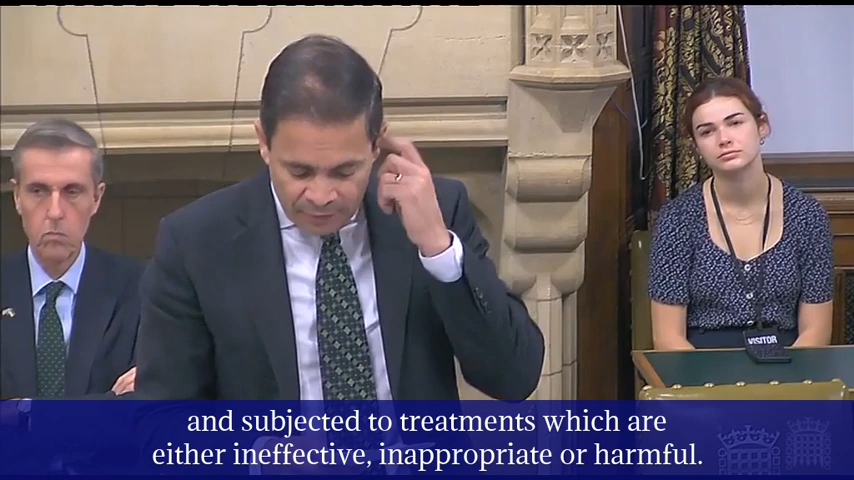 VISITOR
and subjected to treatments which are
either ineffective, inappropriate or harmful.